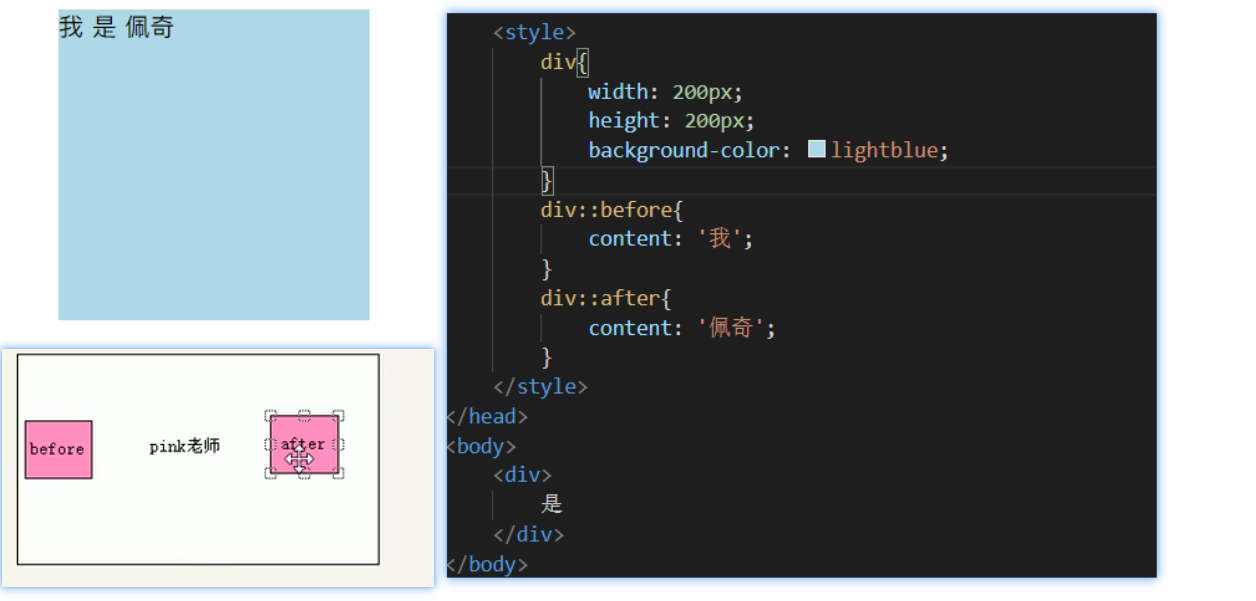 我 是 佩奇
before
pink老师
after
<style>
div{
width: 200px;
height: 200px;
background-color: lightblue;
}
div::before{
content: '我';
}
div::after{
content: '佩奇';
}
</style>
</head>
<body>
<div>
是
</div>
</body>